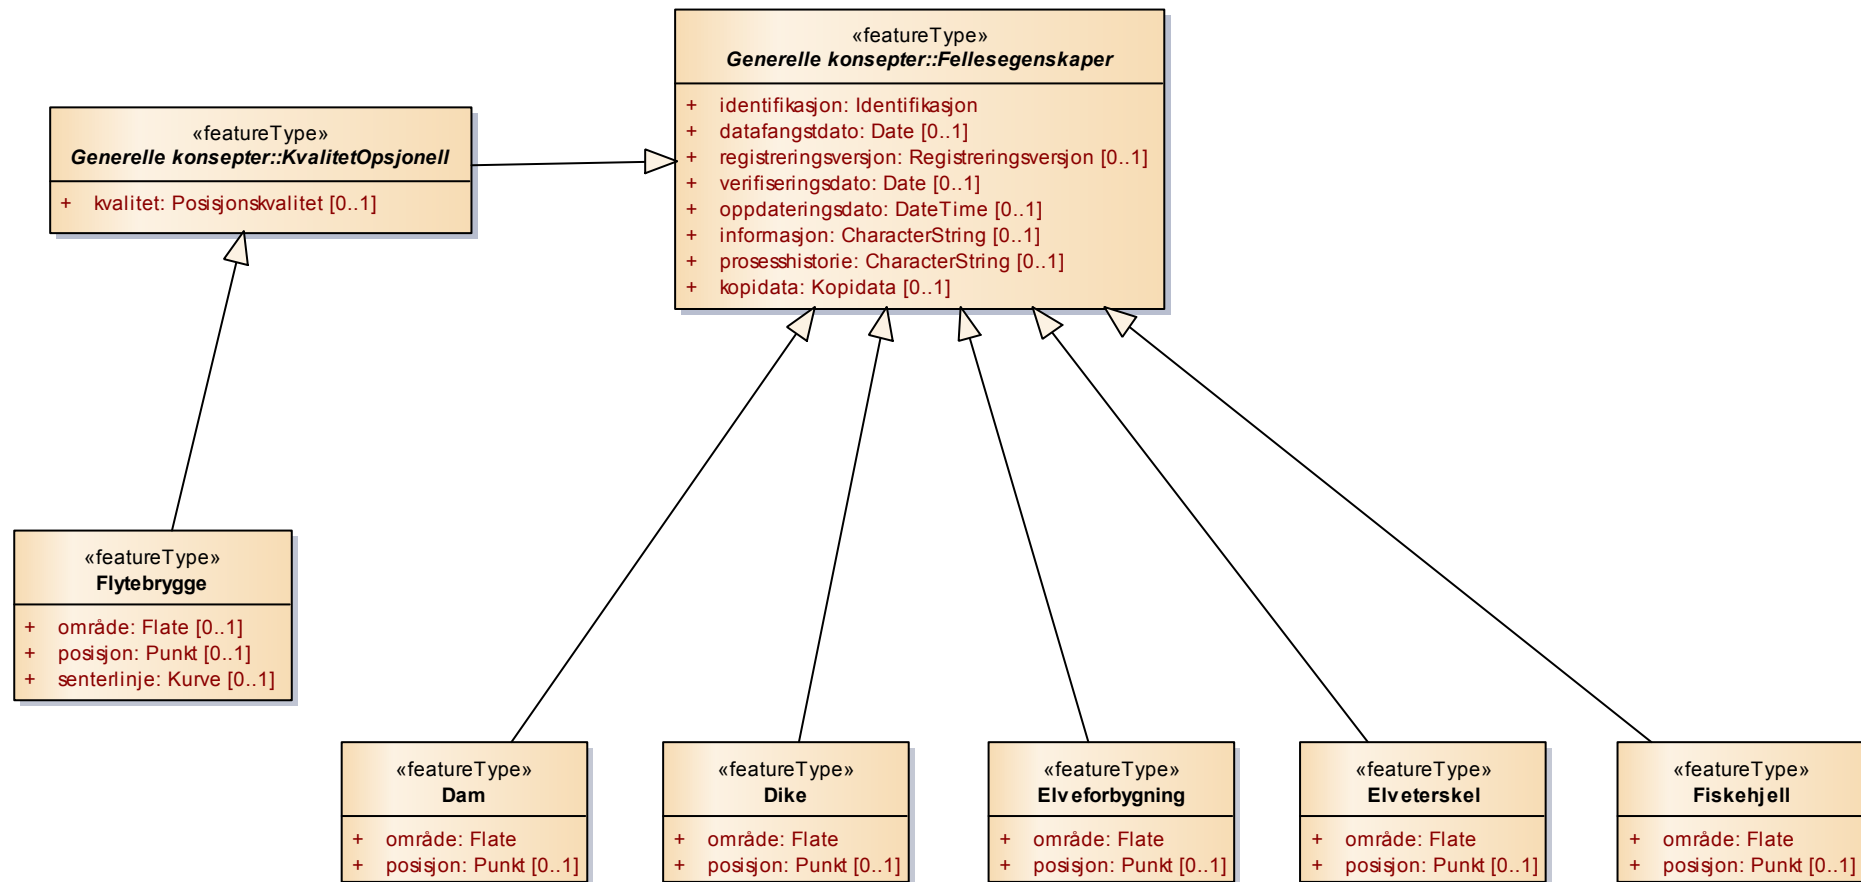 «featureType»
Generelle konsepter::Fellesegenskaper
+ identifikasjon: Identifikasjon
+ datafangstdato: Date [0..1]
+ registreringsversjon: Registreringsversjon [0..1]
+ verifiseringsdato: Date [0..1]
+ oppdateringsdato: DateTime [0..1]
+ informasjon: CharacterString [0..1]
+ prosesshistorie: CharacterString [0..1]
+ kopidata: Kopidata [0..1]
«featureType»
Generelle konsepter::KvalitetOpsjonell
+ kvalitet: Posisjonskvalitet [0..1]
«featureType»
Flytebrygge
+ område: Flate [0..1]
+ posisjon: Punkt [0..1]
+ senterlinje: Kurve [0..1]
«featureType»
Dam
+ område: Flate
+ posisjon: Punkt [0..1]
«featureType»
Dike
+ område: Flate
+ posisjon: Punkt [0..1]
«featureType»
Elveforbygning
+ område: Flate
+ posisjon: Punkt [0..1]
«featureType»
Elveterskel
+ område: Flate
+ posisjon: Punkt [0..1]
«featureType»
Fiskehjell
+ område: Flate
+ posisjon: Punkt [0..1]